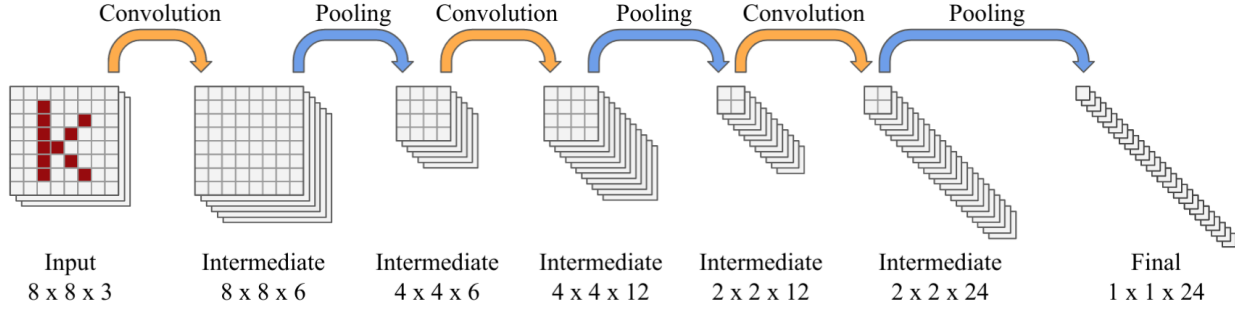 Convolution
Pooling
Convolution
Pooling
Convolution
Pooling
k
Input
8 x 8 x 3
Intermediate
8 x 8 x 6
Intermediate
4 x 4 x 6
Intermediate
4 x 4 x 12
Intermediate
2 x 2 x 12
Intermediate
2 x 2 x 24
Final
1 x 1 x 24